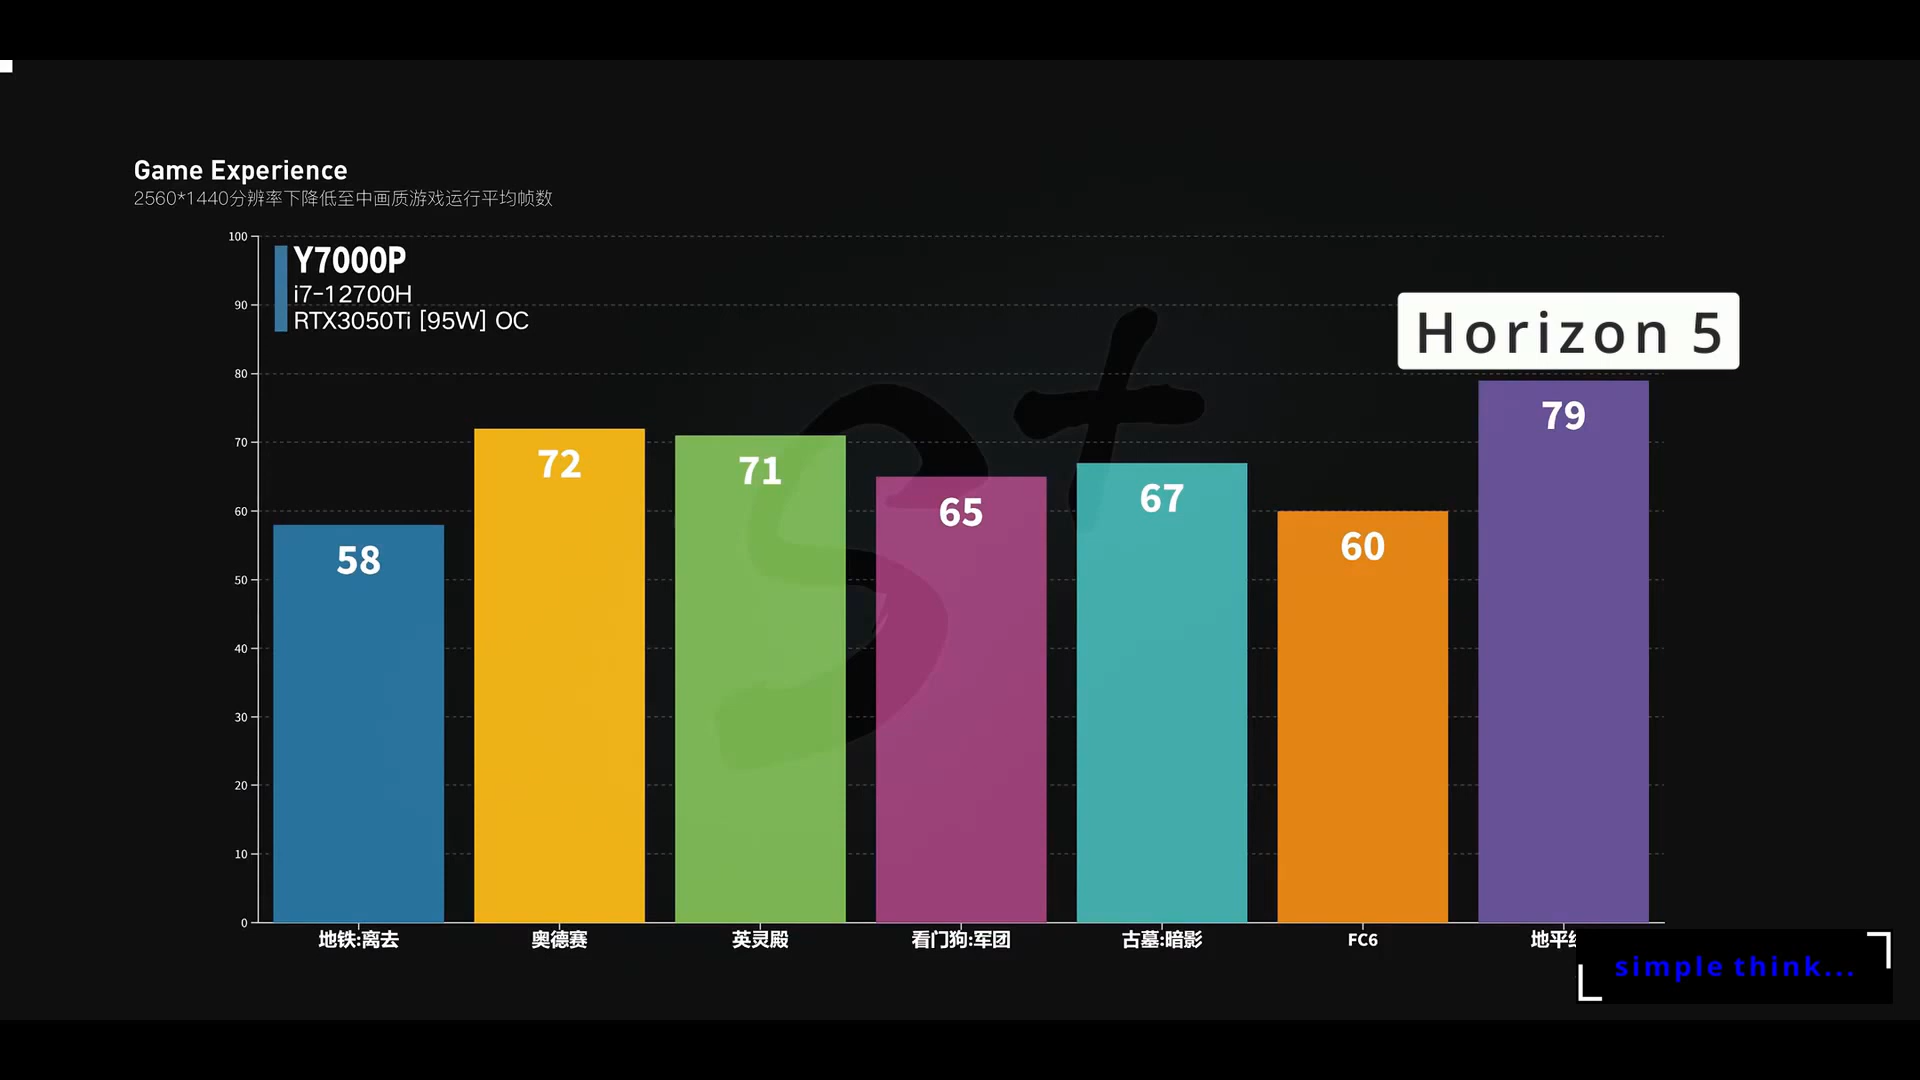 Game Experience
2560*1440分辨率下降低至中画质游戏运行平均帧数
100
90
80
70
60
50
40
30
20
10
0
Y7000P
i7-12700H
RTX3050Ti [95W] OC
Horizon 5
58
72
71
65
67
60
79
地铁:离去
奥德赛
英灵殿
看门狗:军团
古墓:暗影
FC6
地平
simple think...